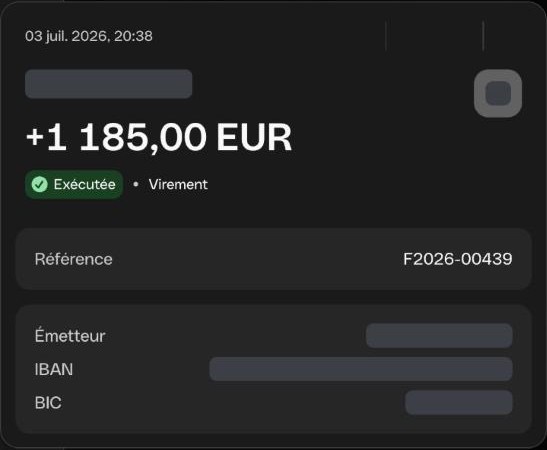 03 juil. 2026, 20:38
+1 185,00 EUR
Exécutée • Virement
Référence F2026-00439
Émetteur
IBAN
BIC